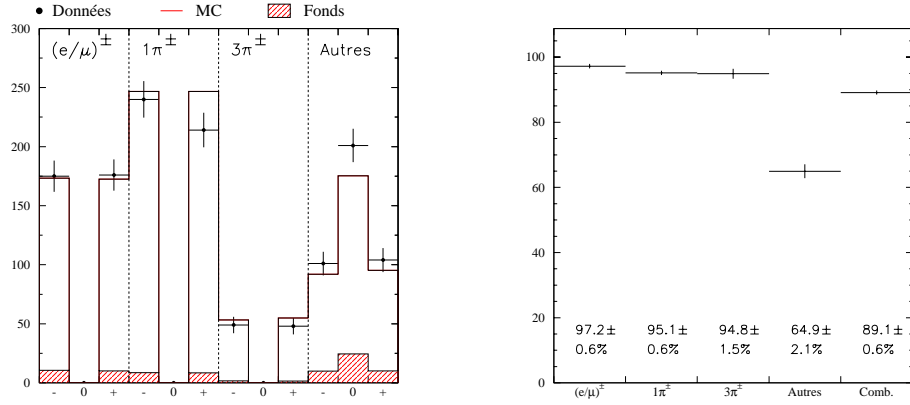 ● Données — MC Fonds
300
250
200
150
100
50
0
(e/μ)± 1π± 3π± Autres
- 0 + - 0 + - 0 + - 0 +
100
80
60
40
20
0
97.2± 95.1± 94.8± 64.9± 89.1±
0.6% 0.6% 1.5% 2.1% 0.6%
(e/μ)± 1π± 3π± Autres Comb.